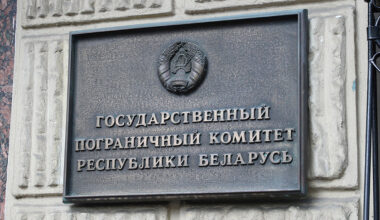 ГОСУДАРСТВЕННЫЙ
ПОГРАНИЧНЫЙ КОМИТЕТ
РЕСПУБЛИКИ БЕЛАРУСЬ